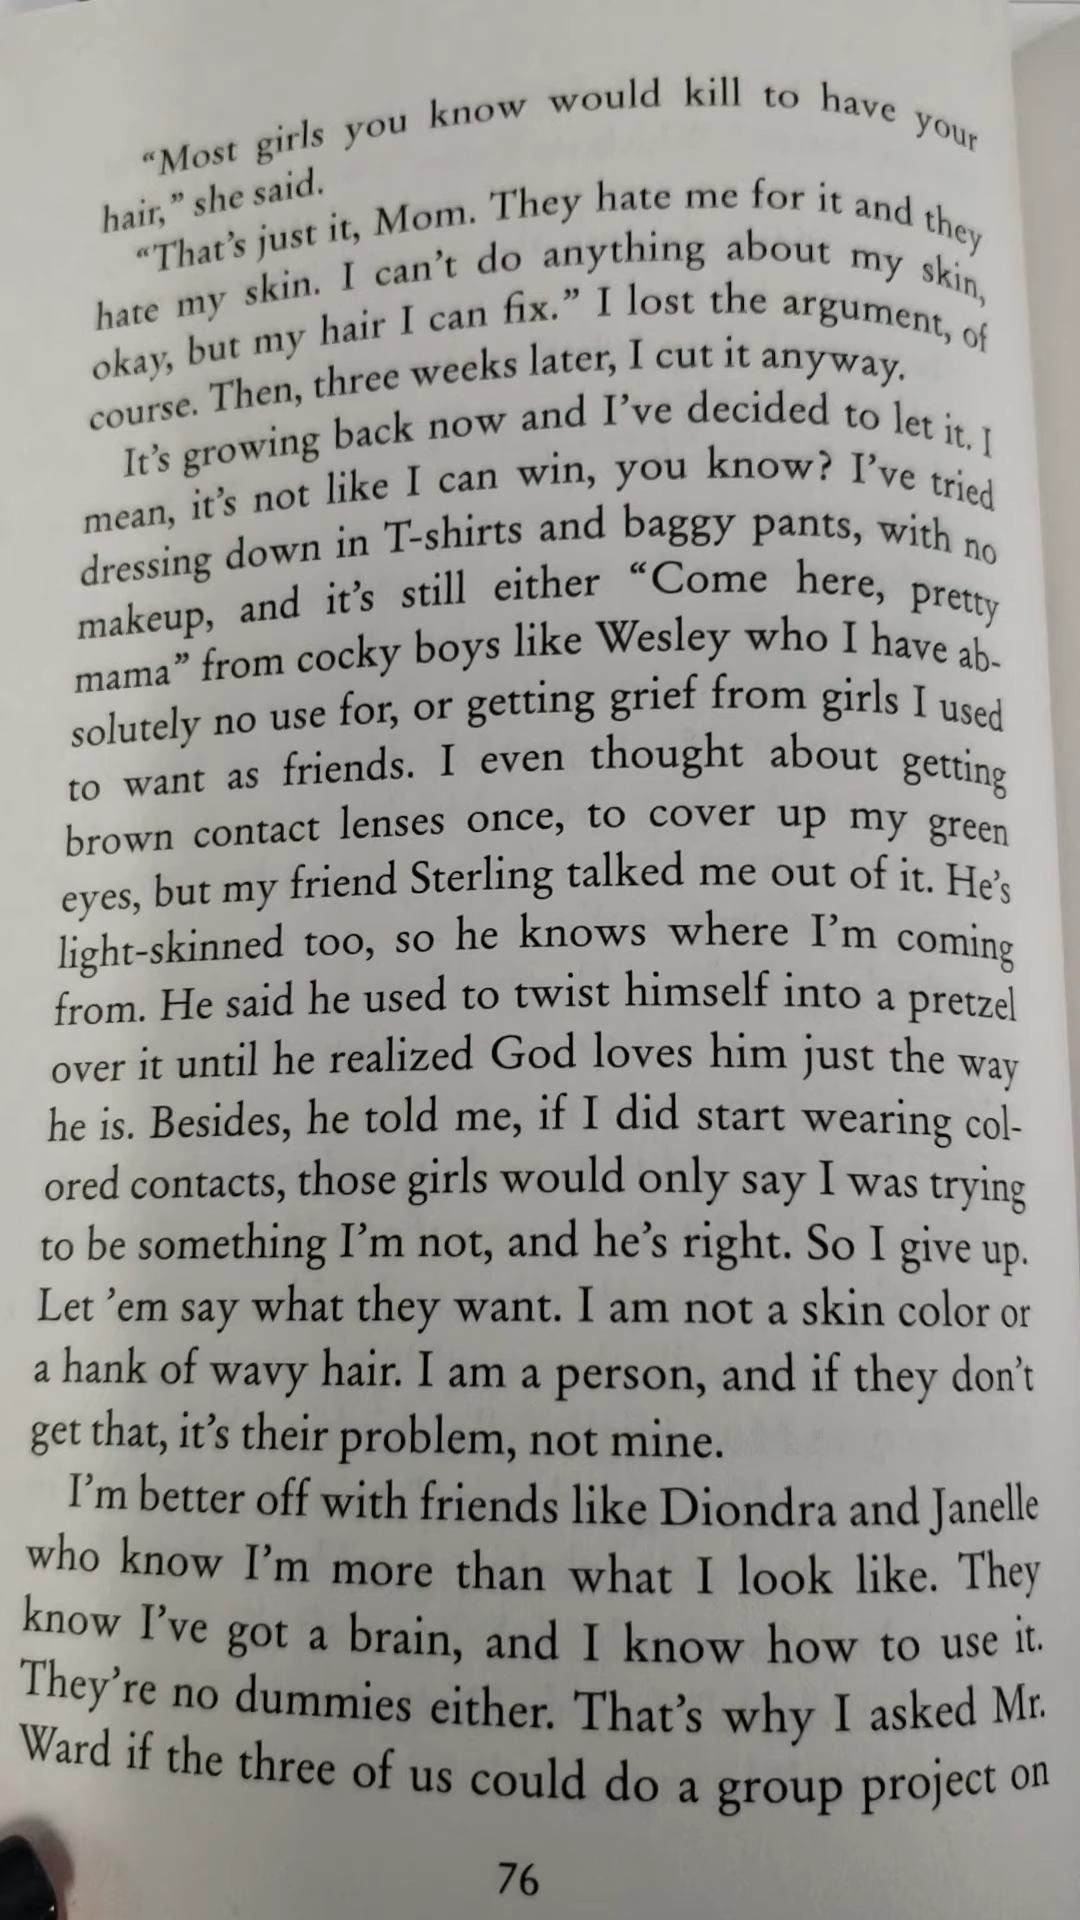 “Most girls you know would kill to have your
hair,” she said.
“That’s just it, Mom. They hate me for it and they
hate my skin. I can’t do anything about my skin,
okay, but my hair I can fix.” I lost the argument, of
course. Then, three weeks later, I cut it anyway.
It’s growing back now and I’ve decided to let it. I
mean, it’s not like I can win, you know? I’ve tried
dressing down in T-shirts and baggy pants, with no
makeup, and it’s still either “Come here, pretty
mama” from cocky boys like Wesley who I have ab-
solutely no use for, or getting grief from girls I used
to want as friends. I even thought about getting
brown contact lenses once, to cover up my green
eyes, but my friend Sterling talked me out of it. He’s
light-skinned too, so he knows where I’m coming
from. He said he used to twist himself into a pretzel
over it until he realized God loves him just the way
he is. Besides, he told me, if I did start wearing col-
ored contacts, those girls would only say I was trying
to be something I’m not, and he’s right. So I give up.
Let ’em say what they want. I am not a skin color or
a hank of wavy hair. I am a person, and if they don’t
get that, it’s their problem, not mine.
I’m better off with friends like Diondra and Janelle
who know I’m more than what I look like. They
know I’ve got a brain, and I know how to use it.
They’re no dummies either. That’s why I asked Mr.
Ward if the three of us could do a group project on
76